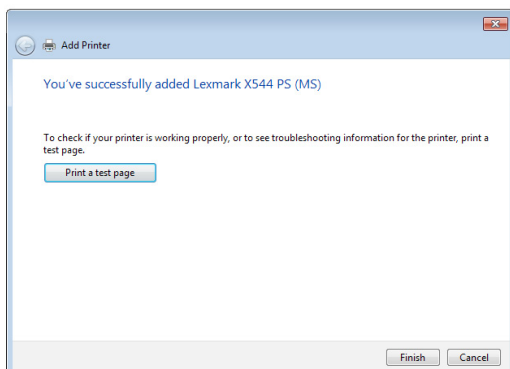 Add Printer
You've successfully added Lexmark X544 PS (MS)
To check if your printer is working properly, or to see troubleshooting information for the printer, print a
test page.
Print a test page
Finish
Cancel